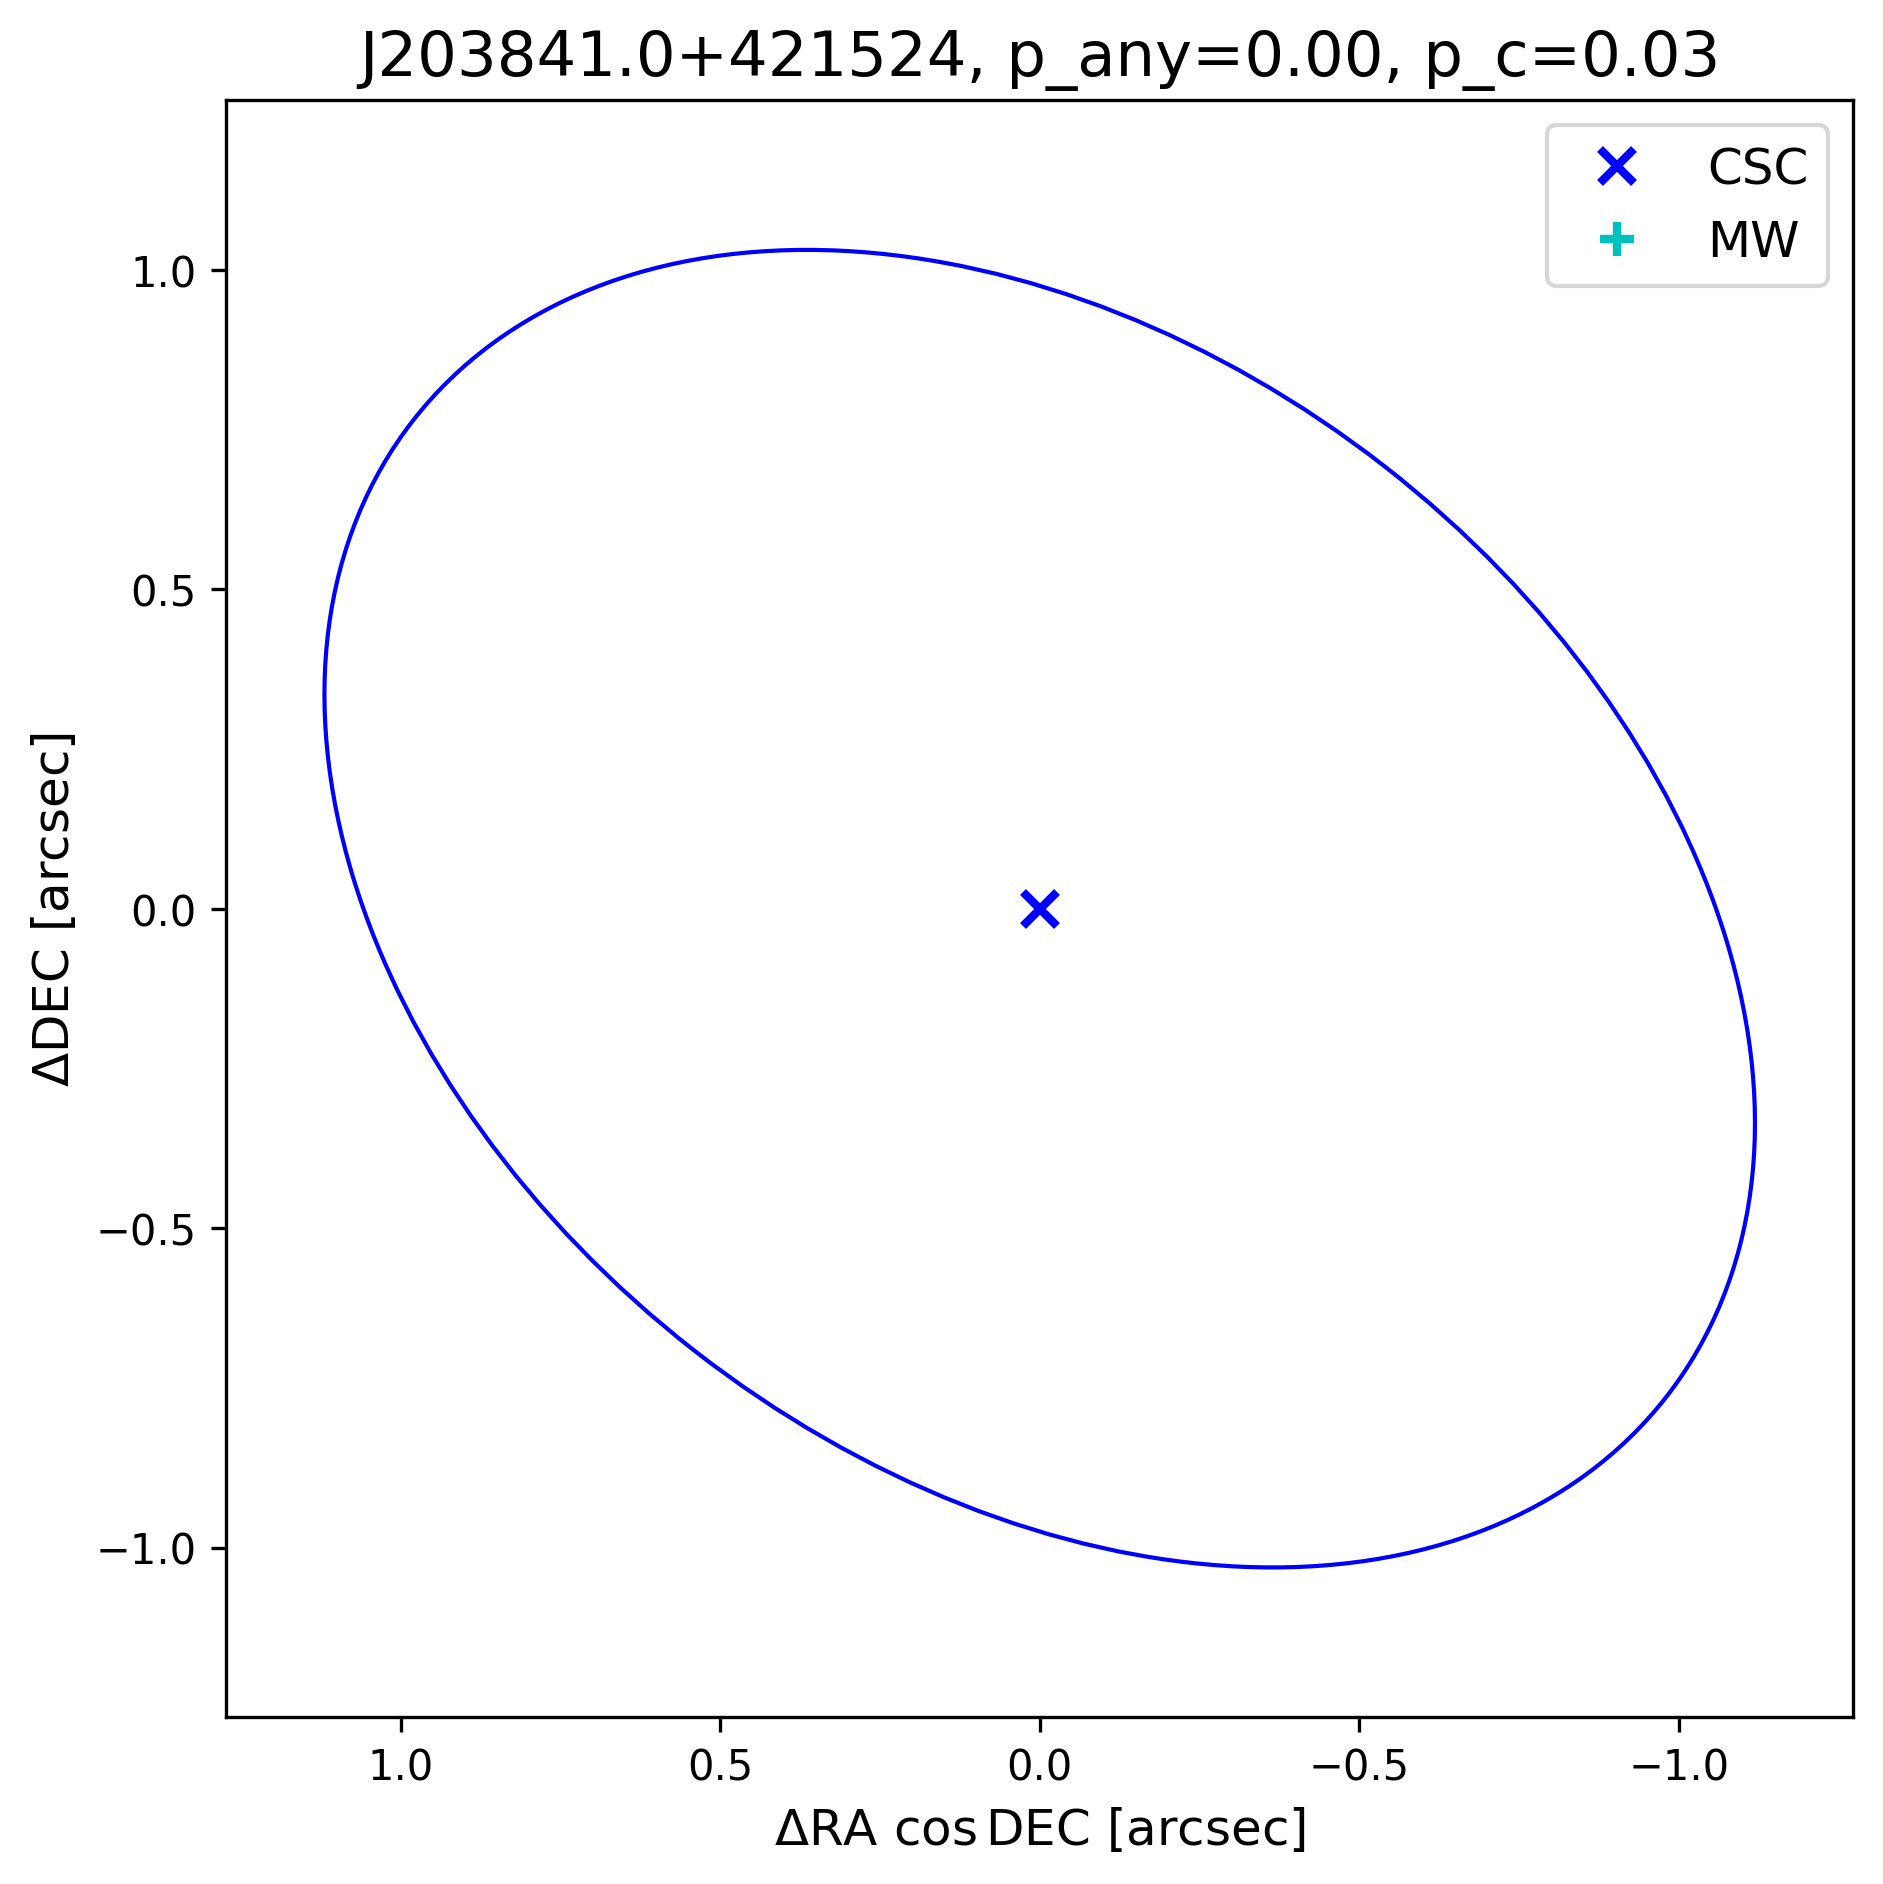 J203841.0+421524, p_any=0.00, p_c=0.03
CSC
MW
1.0
0.5
0.0
−0.5
−1.0
ΔDEC [arcsec]
1.0 0.5 0.0 −0.5 −1.0
ΔRA cos DEC [arcsec]